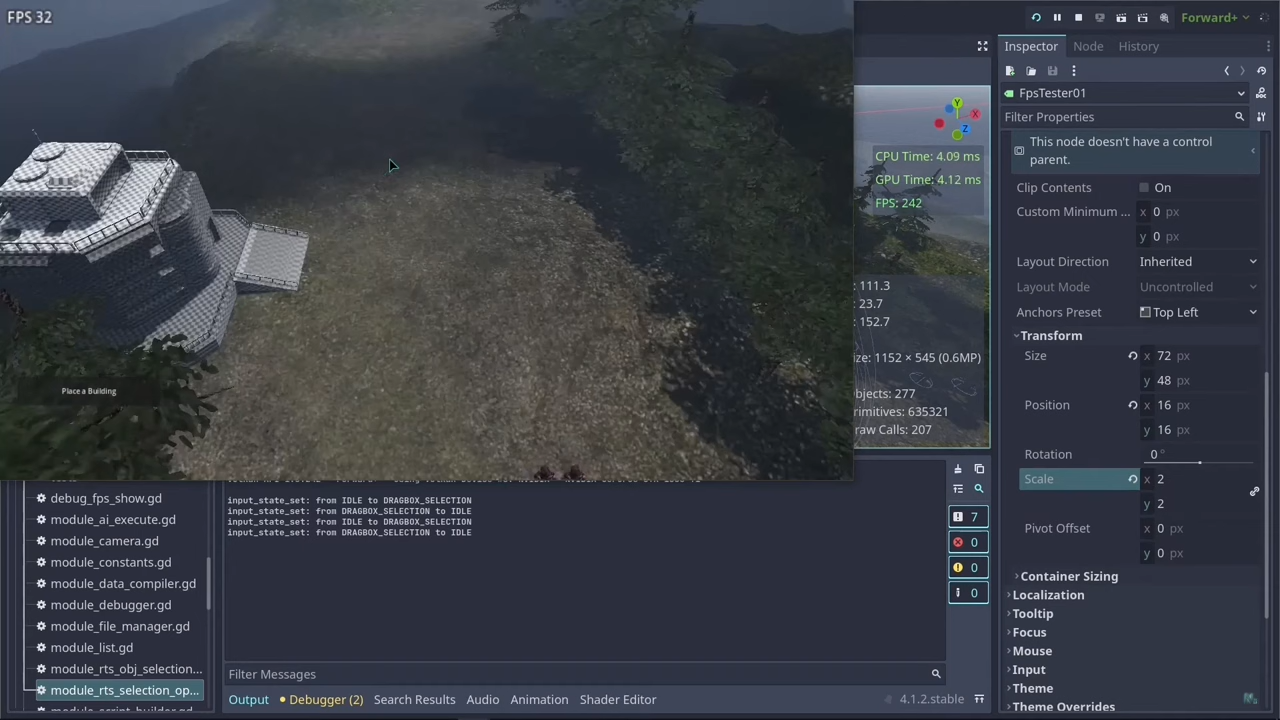 FPS 32
Place a Building
Forward+
CPU Time: 4.09 ms
GPU Time: 4.12 ms
FPS: 242
: 111.3
: 23.7
: 152.7
ize: 1152 × 545 (0.6MP)
bjects: 277
rimitives: 635321
raw Calls: 207
debug_fps_show.gd
module_ai_execute.gd
module_camera.gd
module_constants.gd
module_data_compiler.gd
module_debugger.gd
module_file_manager.gd
module_list.gd
module_rts_obj_selection...
module_rts_selection_op...
module_script_builder.gd
input_state_set: from IDLE to DRAGBOX_SELECTION
input_state_set: from DRAGBOX_SELECTION to IDLE
input_state_set: from IDLE to DRAGBOX_SELECTION
input_state_set: from DRAGBOX_SELECTION to IDLE
7
0
0
0
Filter Messages
Output
Debugger (2)
Search Results
Audio
Animation
Shader Editor
4.1.2.stable
Inspector
Node
History
FpsTester01
Filter Properties
This node doesn't have a control
parent.
Clip Contents
On
Custom Minimum ...
x 0 px
y 0 px
Layout Direction
Inherited
Layout Mode
Uncontrolled
Anchors Preset
Top Left
Transform
Size
x 72 px
y 48 px
Position
x 16 px
y 16 px
Rotation
0 °
Scale
x 2
y 2
Pivot Offset
x 0 px
y 0 px
Container Sizing
Localization
Tooltip
Focus
Mouse
Input
Theme
Theme Overrides